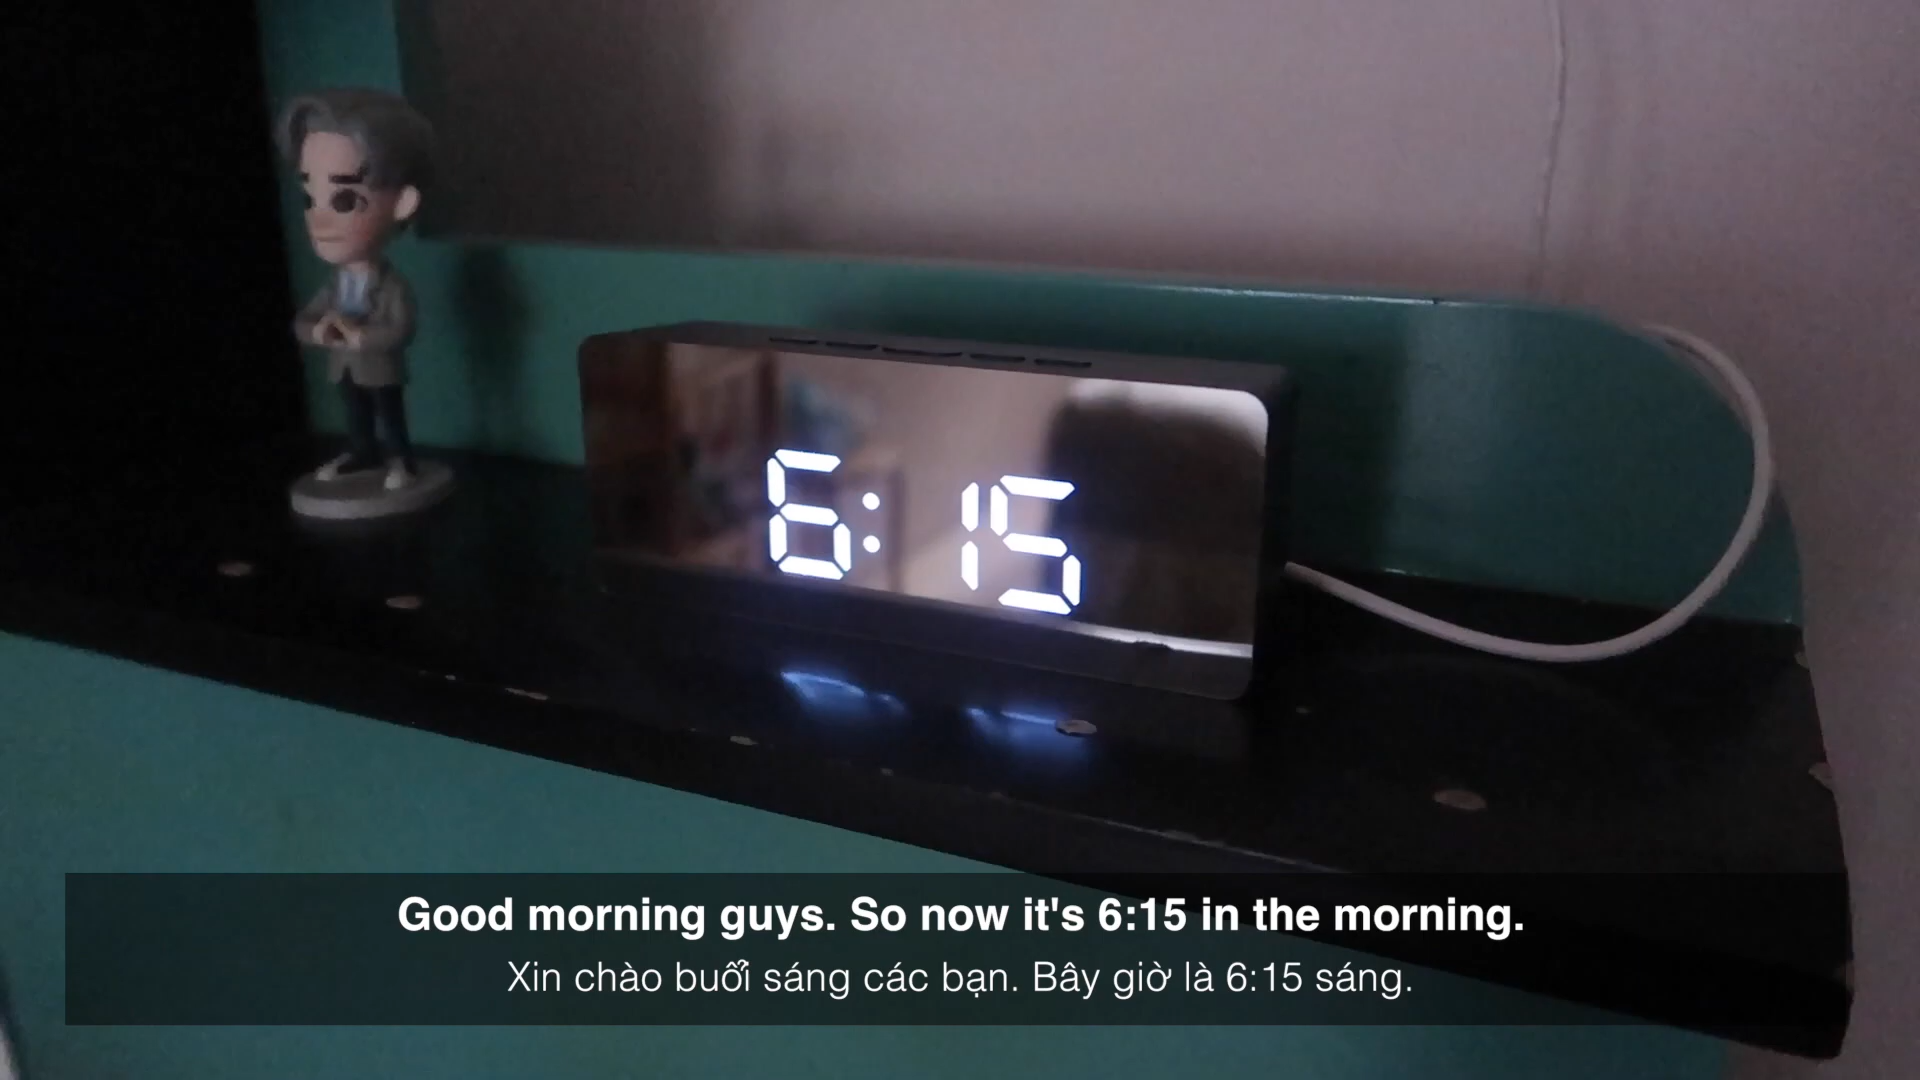 6:15
Good morning guys. So now it's 6:15 in the morning.
Xin chào buổi sáng các bạn. Bây giờ là 6:15 sáng.